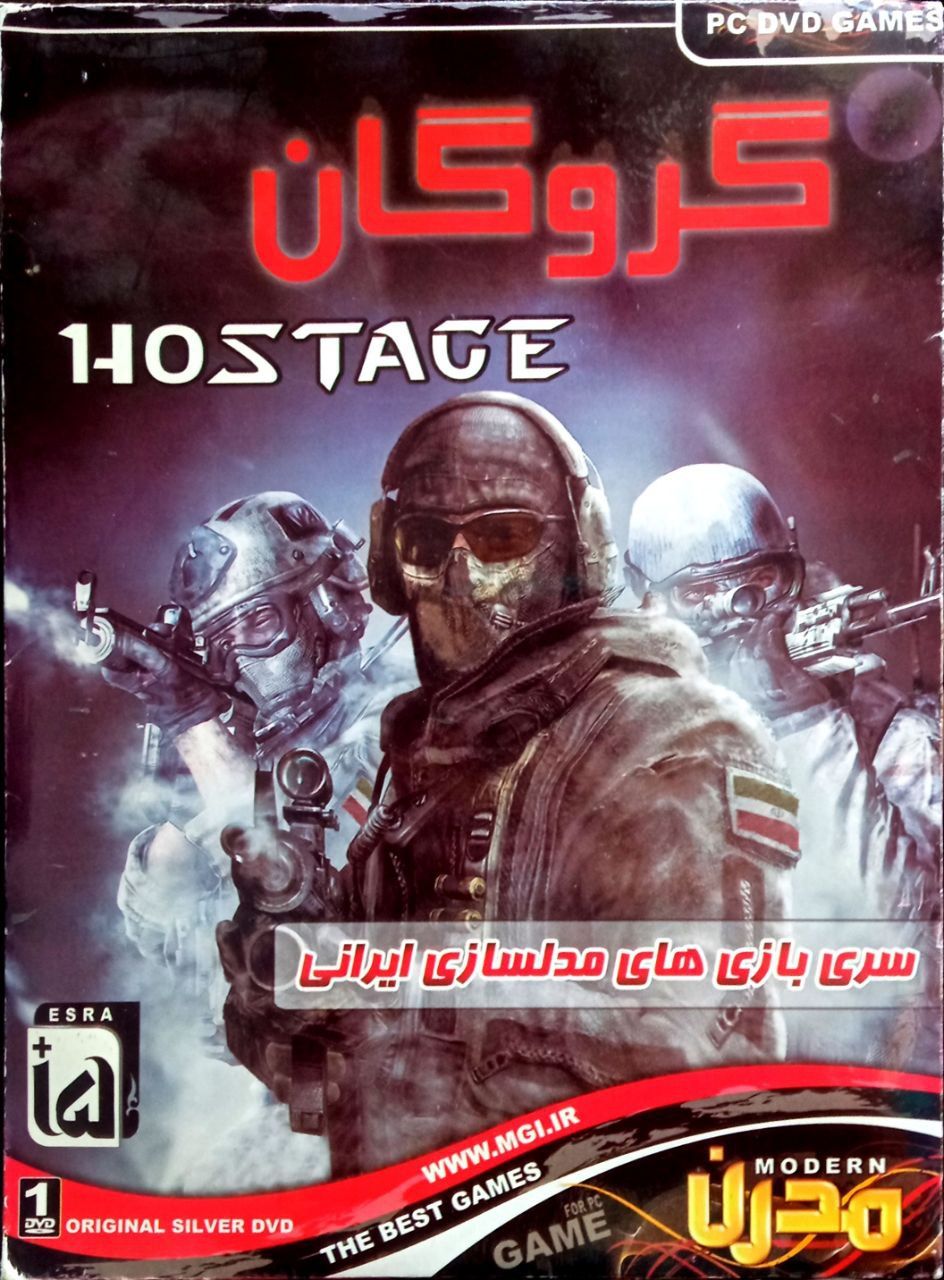 PC DVD GAMES
گروگان
HOSTAGE
سری بازی های مدلسازی ایرانی
ESRA
+۱۵
WWW.MGI.IR
THE BEST GAMES
1
DVD
ORIGINAL SILVER DVD
FOR PC
GAME
MODERN
مدرن